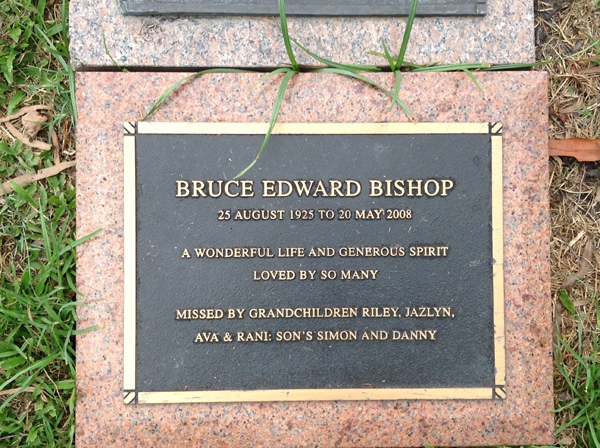 BRUCE EDWARD BISHOP
25 AUGUST 1925 TO 20 MAY 2008
A WONDERFUL LIFE AND GENEROUS SPIRIT
LOVED BY SO MANY
MISSED BY GRANDCHILDREN RILEY, JAZLYN,
AVA & RANI: SON'S SIMON AND DANNY